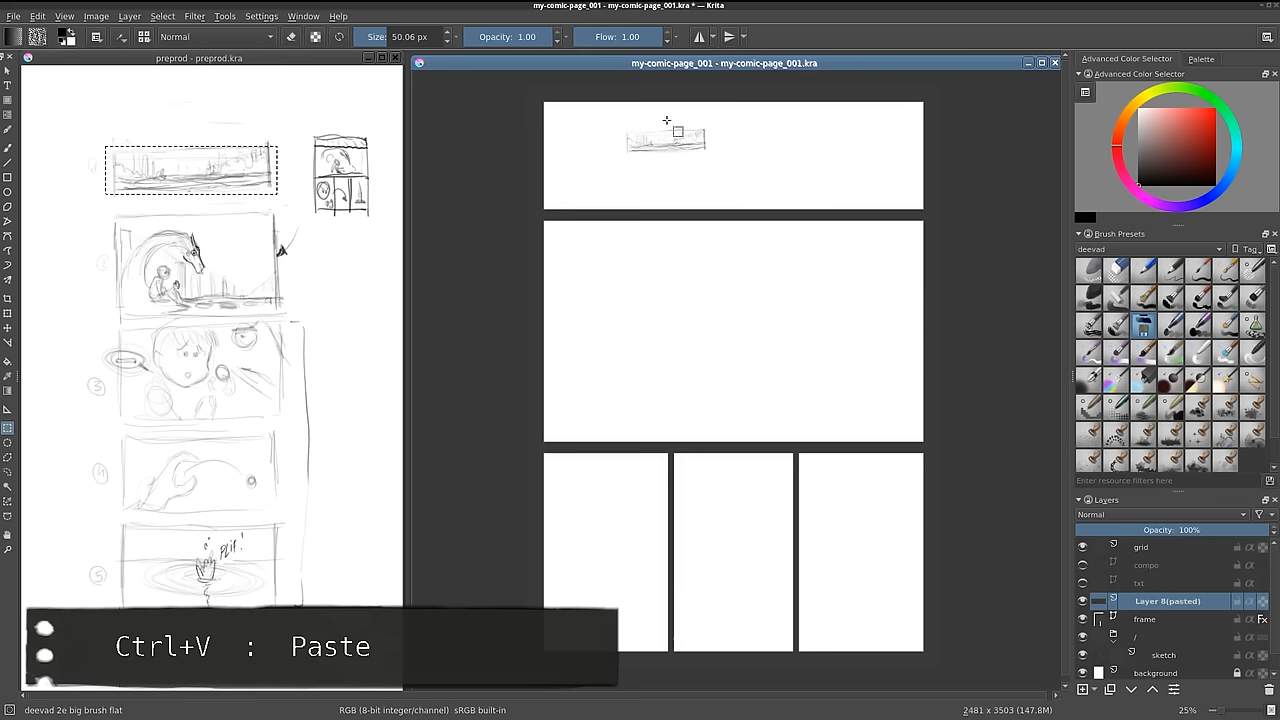 my-comic-page_001 - my-comic-page_001.kra * — Krita
File Edit View Image Layer Select Filter Tools Settings Window Help
Normal Size: 50.06 px Opacity: 1.00 Flow: 1.00
preprod - preprod.kra
my-comic-page_001 - my-comic-page_001.kra
Advanced Color Selector Palette
Advanced Color Selector
Brush Presets
deevad Tag
Enter resource filters here
Layers
Normal
Opacity: 100%
grid
compo
txt
Layer 8(pasted)
frame
/
sketch
background
3
4
PLIF!
5
Ctrl+V : Paste
deevad 2e big brush flat RGB (8-bit integer/channel) sRGB built-in 2481 x 3503 (147.8M) 25%